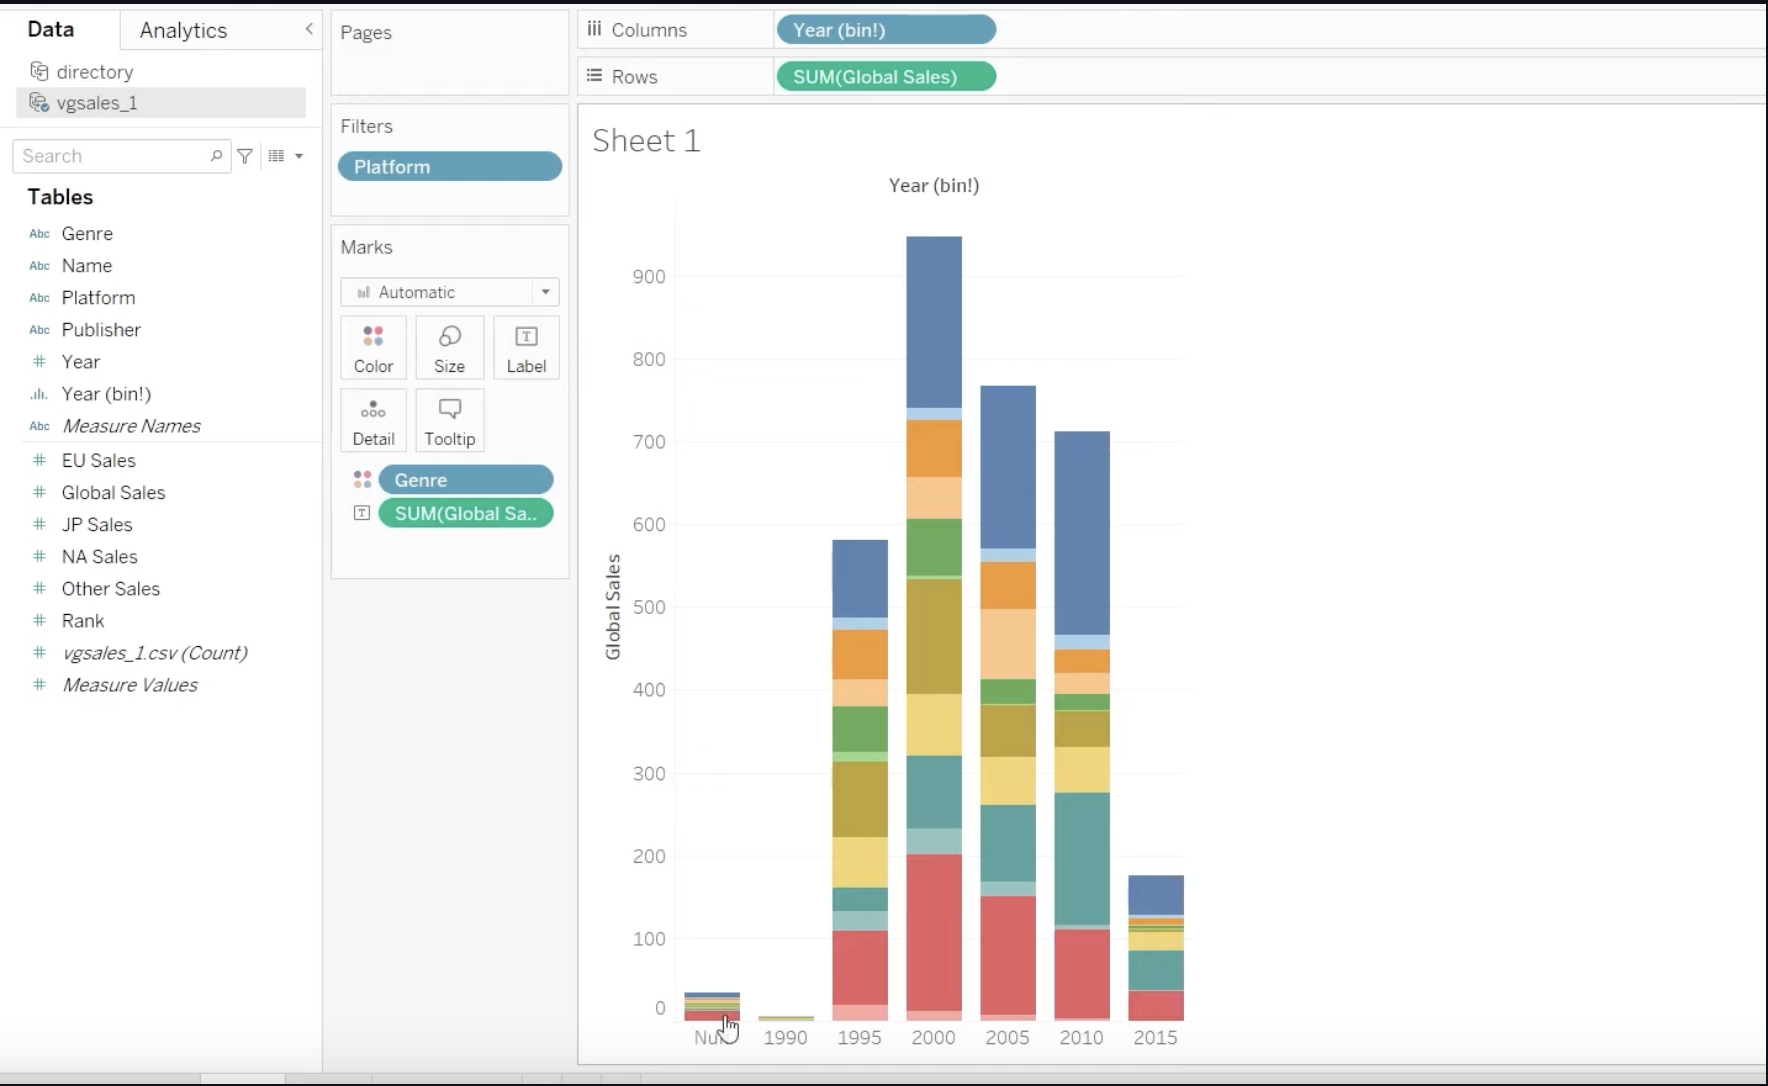 Data
Analytics
directory
vgsales_1
Search
Tables
Abc Genre
Abc Name
Abc Platform
Abc Publisher
# Year
Year (bin!)
Abc Measure Names
# EU Sales
# Global Sales
# JP Sales
# NA Sales
# Other Sales
# Rank
# vgsales_1.csv (Count)
# Measure Values
Pages
Filters
Platform
Marks
Automatic
Color Size Label
Detail Tooltip
Genre
SUM(Global Sa..
Columns Year (bin!)
Rows SUM(Global Sales)
Sheet 1
Year (bin!)
Global Sales
900
800
700
600
500
400
300
200
100
0
1990 1995 2000 2005 2010 2015